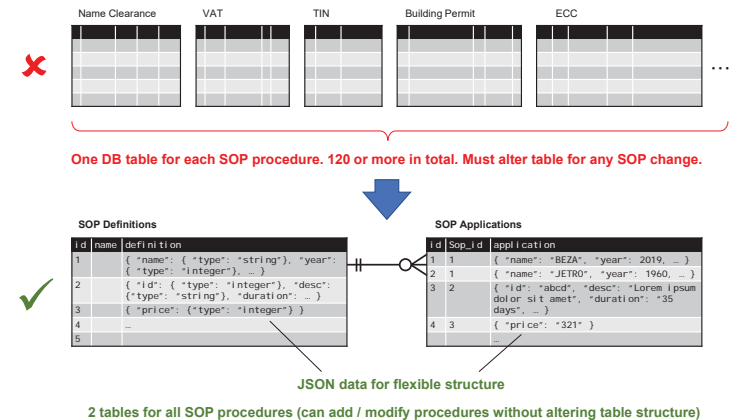 Name Clearance VAT TIN Building Permit ECC
…
One DB table for each SOP procedure. 120 or more in total. Must alter table for any SOP change.
SOP Definitions
id name definition
1 { "name": { "type": "string"}, "year":
{ "type": "integer"}, … }
2 { "id": { "type": "integer"}, "desc":
{"type": "string"}, "duration": … }
3 { "price": {"type": "integer"} }
4 …
5
SOP Applications
id Sop_id application
1 1 { "name": "BEZA", "year": 2019, … }
2 1 { "name": "JETRO", "year": 1960, … }
3 2 { "id": "abcd", "desc": "Lorem ipsum
dolor sit amet", "duration": "35
days", … }
4 3 { "price": "321" }
…
JSON data for flexible structure
2 tables for all SOP procedures (can add / modify procedures without altering table structure)